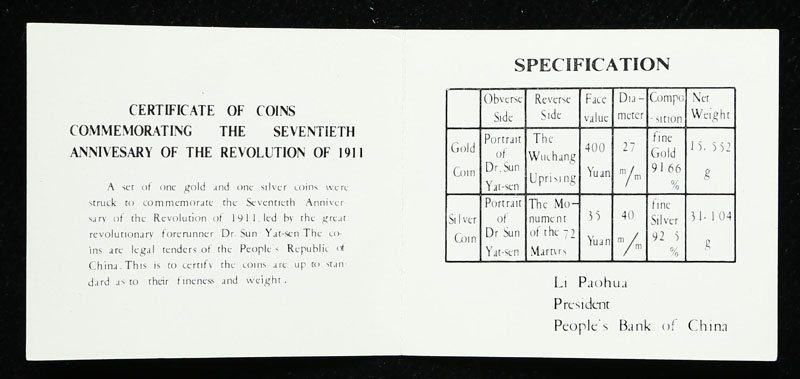 CERTIFICATE OF COINS
COMMEMORATING THE SEVENTIETH
ANNIVESARY OF THE REVOLUTION OF 1911
A set of one gold and one silver coins were
struck to commemorate the Seventieth Anniver-
sary of the Revolution of 1911, led by the great
revolutionary forerunner Dr. Sun Yat-sen The co-
ins are legal tenders of the People's Republic of
China. This is to certify the coins are up to stan-
dard as to their fineness and weight.
SPECIFICATION
Obverse Side Reverse Side Face value Dia-meter Compo-sition Net Weight
Gold Coin Portrait of Dr. Sun Yat-sen The Wuchang Uprising 400 Yuan 27 m/m fine Gold 91.66 % 15.552 g
Silver Coin Portrait of Dr Sun Yat-sen The Mo-nument of the 72 Martyrs 35 Yuan 40 m/m fine Silver 92.5 % 31.104 g
Li Paohua
President
People's Bank of China